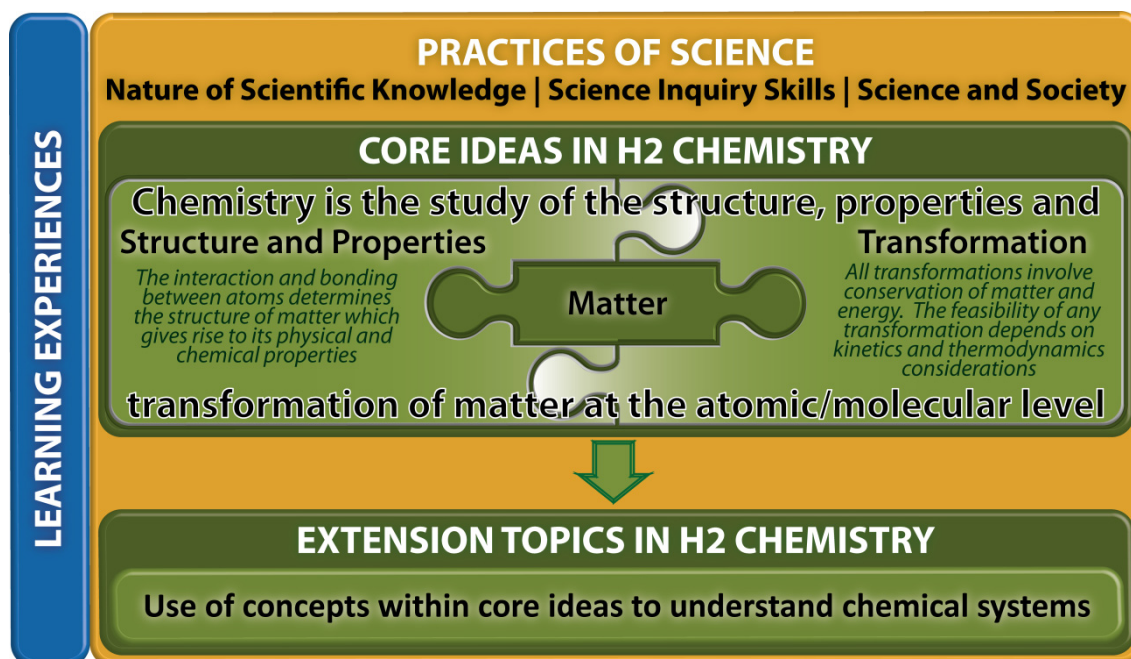 LEARNING EXPERIENCES
PRACTICES OF SCIENCE
Nature of Scientific Knowledge | Science Inquiry Skills | Science and Society
CORE IDEAS IN H2 CHEMISTRY
Chemistry is the study of the structure, properties and
Structure and Properties
The interaction and bonding
between atoms determines
the structure of matter which
gives rise to its physical and
chemical properties
Matter
Transformation
All transformations involve
conservation of matter and
energy. The feasibility of any
transformation depends on
kinetics and thermodynamics
considerations
transformation of matter at the atomic/molecular level
EXTENSION TOPICS IN H2 CHEMISTRY
Use of concepts within core ideas to understand chemical systems